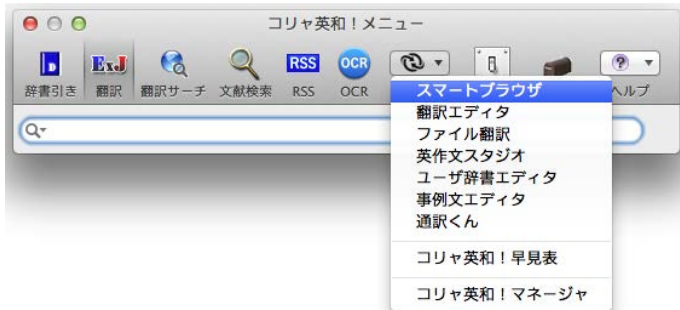 コリャ英和！メニュー
D
ExJ
RSS
OCR
辞書引き 翻訳 翻訳サーチ 文献検索 RSS OCR
ヘルプ
スマートブラウザ
翻訳エディタ
ファイル翻訳
英作文スタジオ
ユーザ辞書エディタ
事例文エディタ
通訳くん
コリャ英和！早見表
コリャ英和！マネージャ